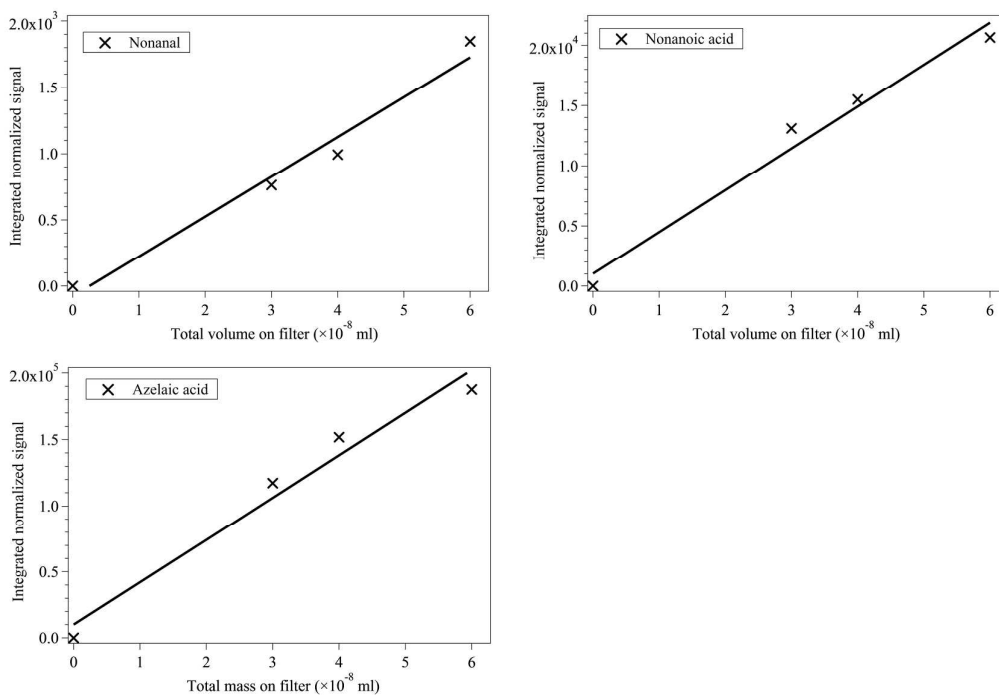 2.0x10³
1.5
1.0
0.5
0.0
Integrated normalized signal
× Nonanal
0 1 2 3 4 5 6
Total volume on filter (×10⁻⁸ ml)
2.0x10⁴
1.5
1.0
0.5
0.0
Integrated normalized signal
× Nonanoic acid
0 1 2 3 4 5 6
Total volume on filter (×10⁻⁸ ml)
2.0x10⁵
1.5
1.0
0.5
0.0
Integrated normalized signal
× Azelaic acid
0 1 2 3 4 5 6
Total mass on filter (×10⁻⁸ ml)